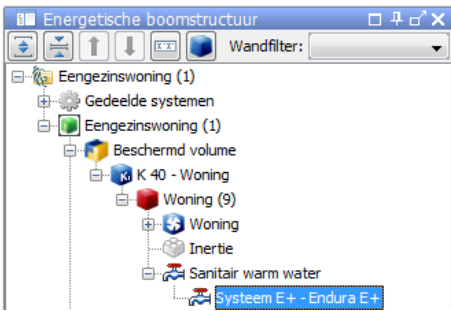 Energetische boomstructuur
Wandfilter:
Eengezinswoning (1)
Gedeelde systemen
Eengezinswoning (1)
Beschermd volume
K 40 - Woning
Woning (9)
Woning
Inertie
Sanitair warm water
Systeem E+ - Endura E+